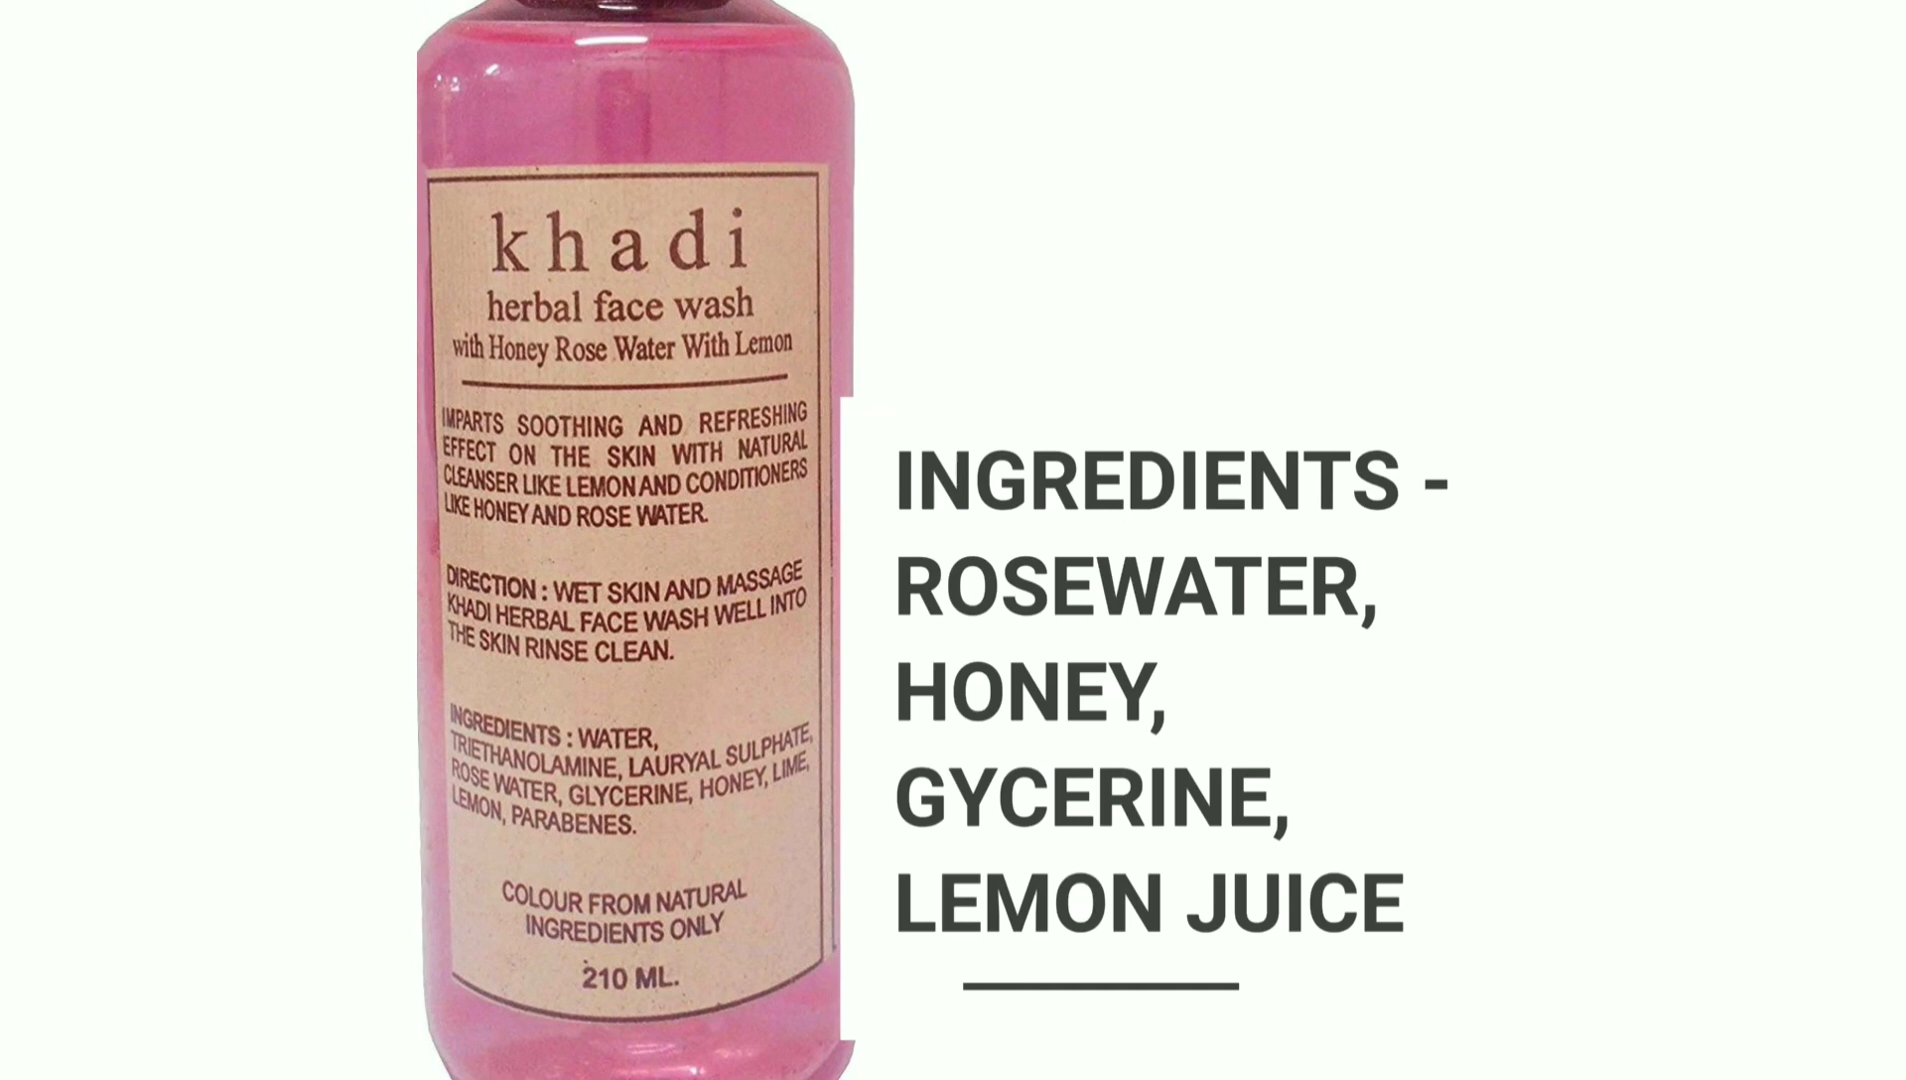 khadi
herbal face wash
with Honey Rose Water With Lemon
IMPARTS SOOTHING AND REFRESHING
EFFECT ON THE SKIN WITH NATURAL
CLEANSER LIKE LEMON AND CONDITIONERS
LIKE HONEY AND ROSE WATER.
DIRECTION : WET SKIN AND MASSAGE
KHADI HERBAL FACE WASH WELL INTO
THE SKIN RINSE CLEAN.
INGREDIENTS : WATER,
TRIETHANOLAMINE, LAURYAL SULPHATE,
ROSE WATER, GLYCERINE, HONEY, LIME,
LEMON, PARABENES.
COLOUR FROM NATURAL
INGREDIENTS ONLY
210 ML.
INGREDIENTS -
ROSEWATER,
HONEY,
GYCERINE,
LEMON JUICE